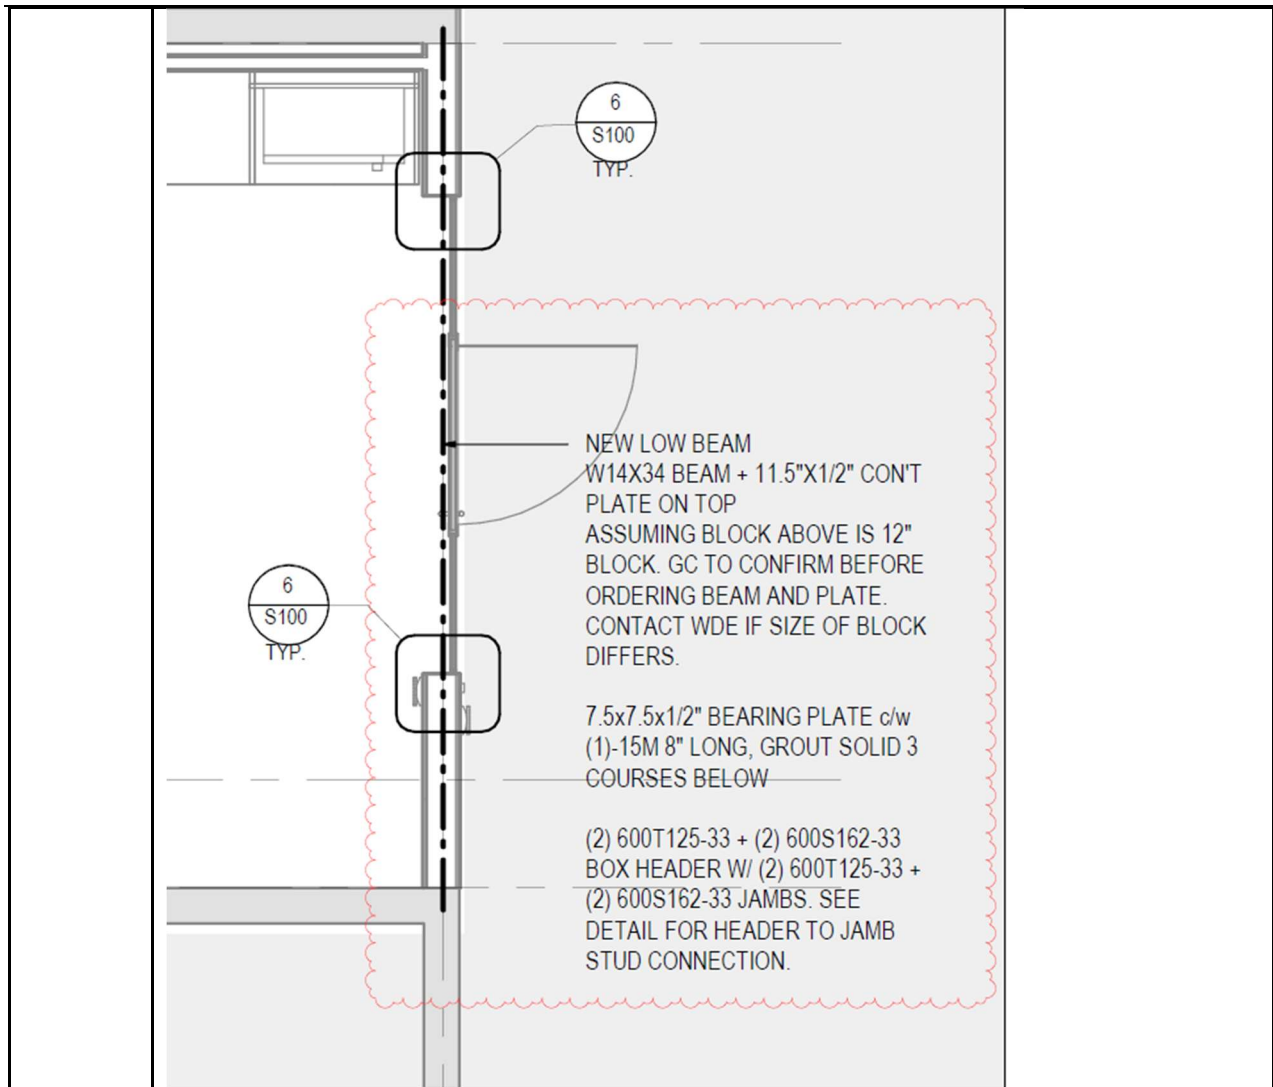 6
S100
TYP.
NEW LOW BEAM
W14X34 BEAM + 11.5"X1/2" CON'T
PLATE ON TOP
ASSUMING BLOCK ABOVE IS 12"
BLOCK. GC TO CONFIRM BEFORE
ORDERING BEAM AND PLATE.
CONTACT WDE IF SIZE OF BLOCK
DIFFERS.
6
S100
TYP.
7.5x7.5x1/2" BEARING PLATE c/w
(1)-15M 8" LONG, GROUT SOLID 3
COURSES BELOW
(2) 600T125-33 + (2) 600S162-33
BOX HEADER W/ (2) 600T125-33 +
(2) 600S162-33 JAMBS. SEE
DETAIL FOR HEADER TO JAMB
STUD CONNECTION.